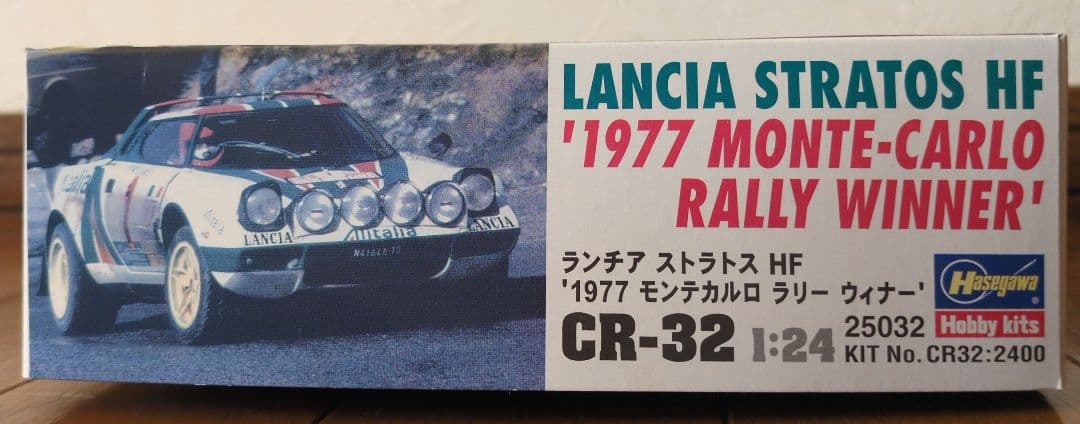 LANCIA STRATOS HF
'1977 MONTE-CARLO
RALLY WINNER'
ランチア ストラトス HF
'1977 モンテカルロ ラリー ウィナー'
CR-32 1:24
25032
KIT No. CR32:2400
Hasegawa
Hobby kits
LANCIA
Alitalia
LANCIA